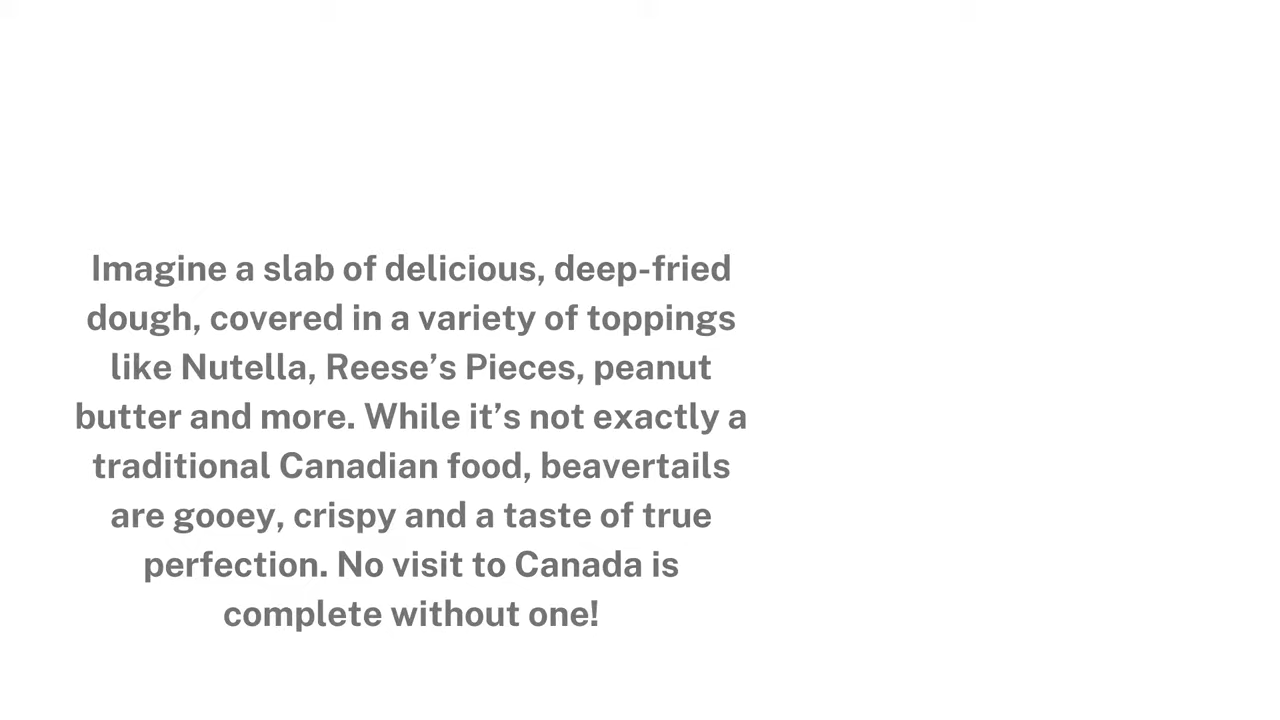 Imagine a slab of delicious, deep-fried
dough, covered in a variety of toppings
like Nutella, Reese’s Pieces, peanut
butter and more. While it’s not exactly a
traditional Canadian food, beavertails
are gooey, crispy and a taste of true
perfection. No visit to Canada is
complete without one!